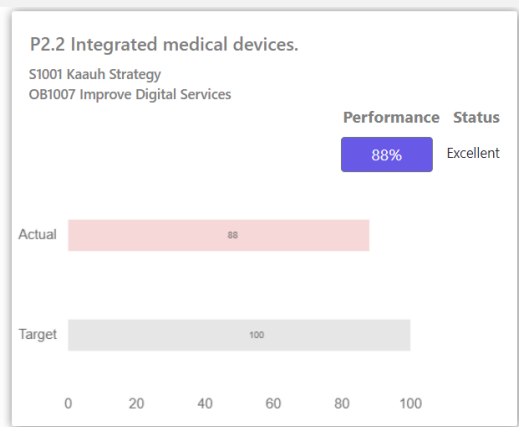 P2.2 Integrated medical devices.
S1001 Kaauh Strategy
OB1007 Improve Digital Services
Performance Status
88% Excellent
Actual 88
Target 100
0 20 40 60 80 100